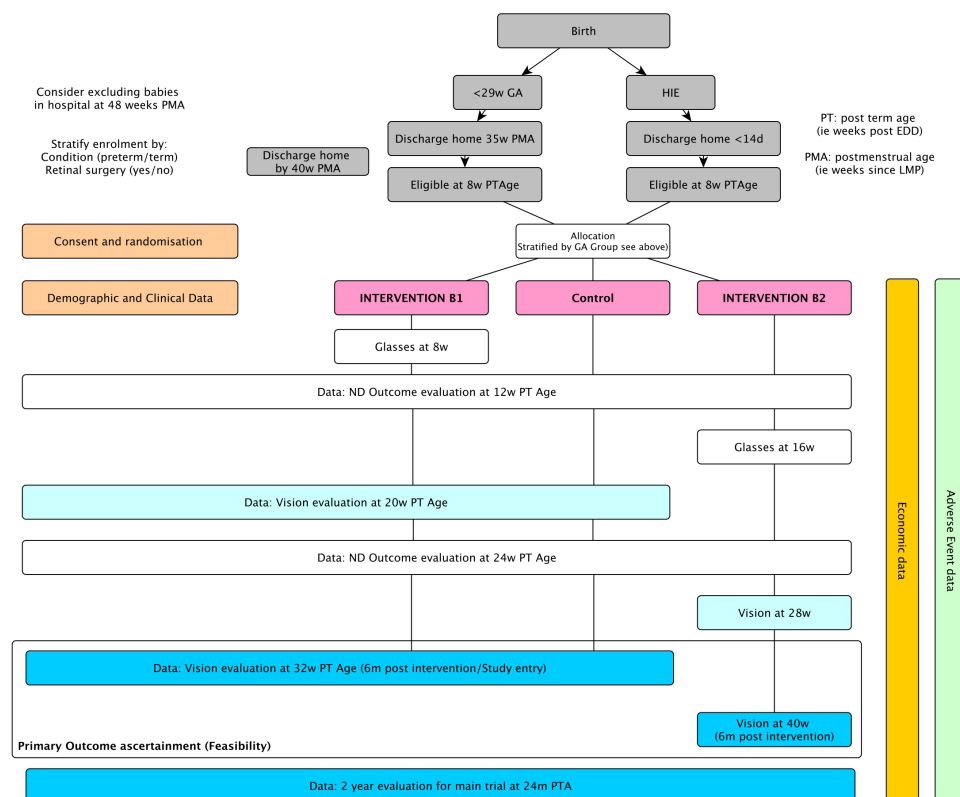 Birth
Consider excluding babies
in hospital at 48 weeks PMA
<29w GA
HIE
PT: post term age
(ie weeks post EDD)
Stratify enrolment by:
Condition (preterm/term)
Retinal surgery (yes/no)
Discharge home
by 40w PMA
Discharge home 35w PMA
Discharge home <14d
PMA: postmenstrual age
(ie weeks since LMP)
Eligible at 8w PTAge
Eligible at 8w PTAge
Consent and randomisation
Allocation
Stratified by GA Group see above)
Demographic and Clinical Data
INTERVENTION B1
Control
INTERVENTION B2
Glasses at 8w
Data: ND Outcome evaluation at 12w PT Age
Glasses at 16w
Data: Vision evaluation at 20w PT Age
Data: ND Outcome evaluation at 24w PT Age
Vision at 28w
Data: Vision evaluation at 32w PT Age (6m post intervention/Study entry)
Vision at 40w
(6m post intervention)
Primary Outcome ascertainment (Feasibility)
Data: 2 year evaluation for main trial at 24m PTA
Economic data
Adverse Event data